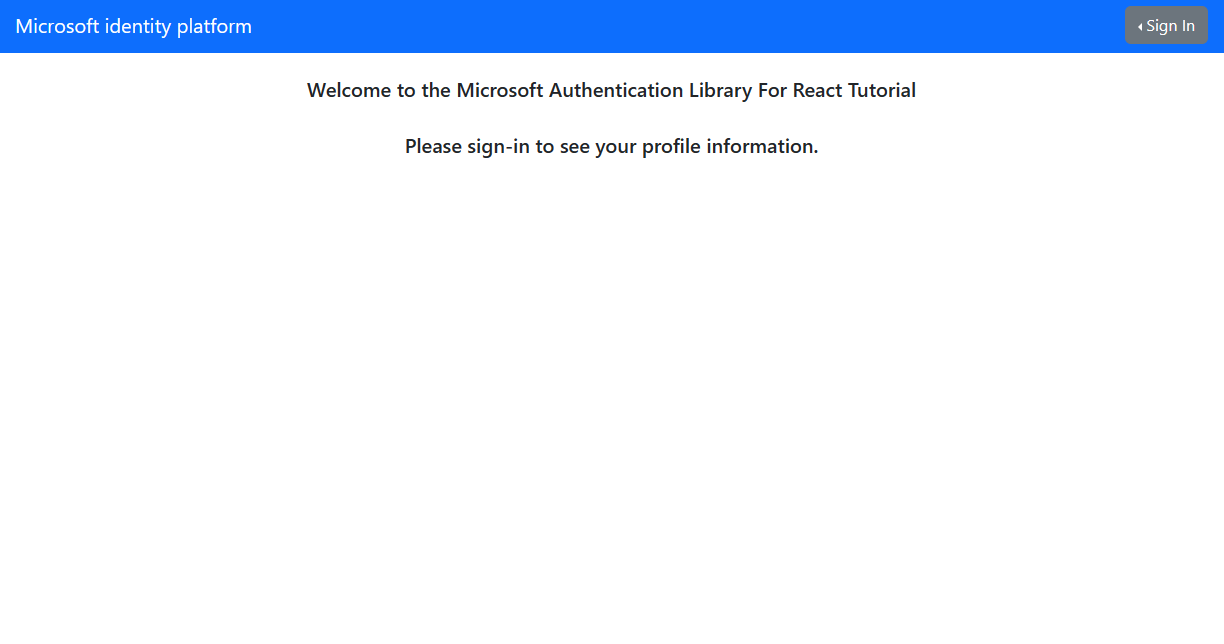 Microsoft identity platform
Sign In
Welcome to the Microsoft Authentication Library For React Tutorial
Please sign-in to see your profile information.